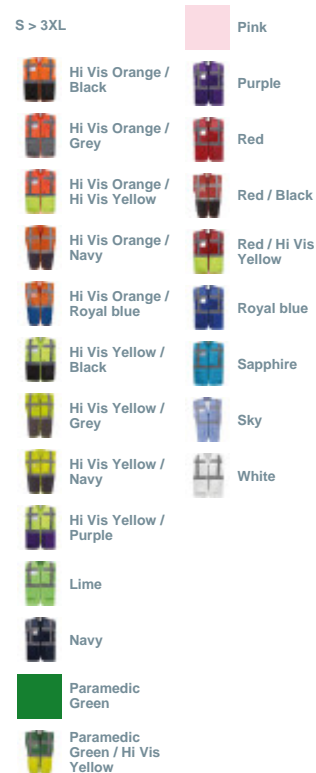 S > 3XL
Hi Vis Orange /
Black
Hi Vis Orange /
Grey
Hi Vis Orange /
Hi Vis Yellow
Hi Vis Orange /
Navy
Hi Vis Orange /
Royal blue
Hi Vis Yellow /
Black
Hi Vis Yellow /
Grey
Hi Vis Yellow /
Navy
Hi Vis Yellow /
Purple
Lime
Navy
Paramedic
Green
Paramedic
Green / Hi Vis
Yellow
Pink
Purple
Red
Red / Black
Red / Hi Vis
Yellow
Royal blue
Sapphire
Sky
White